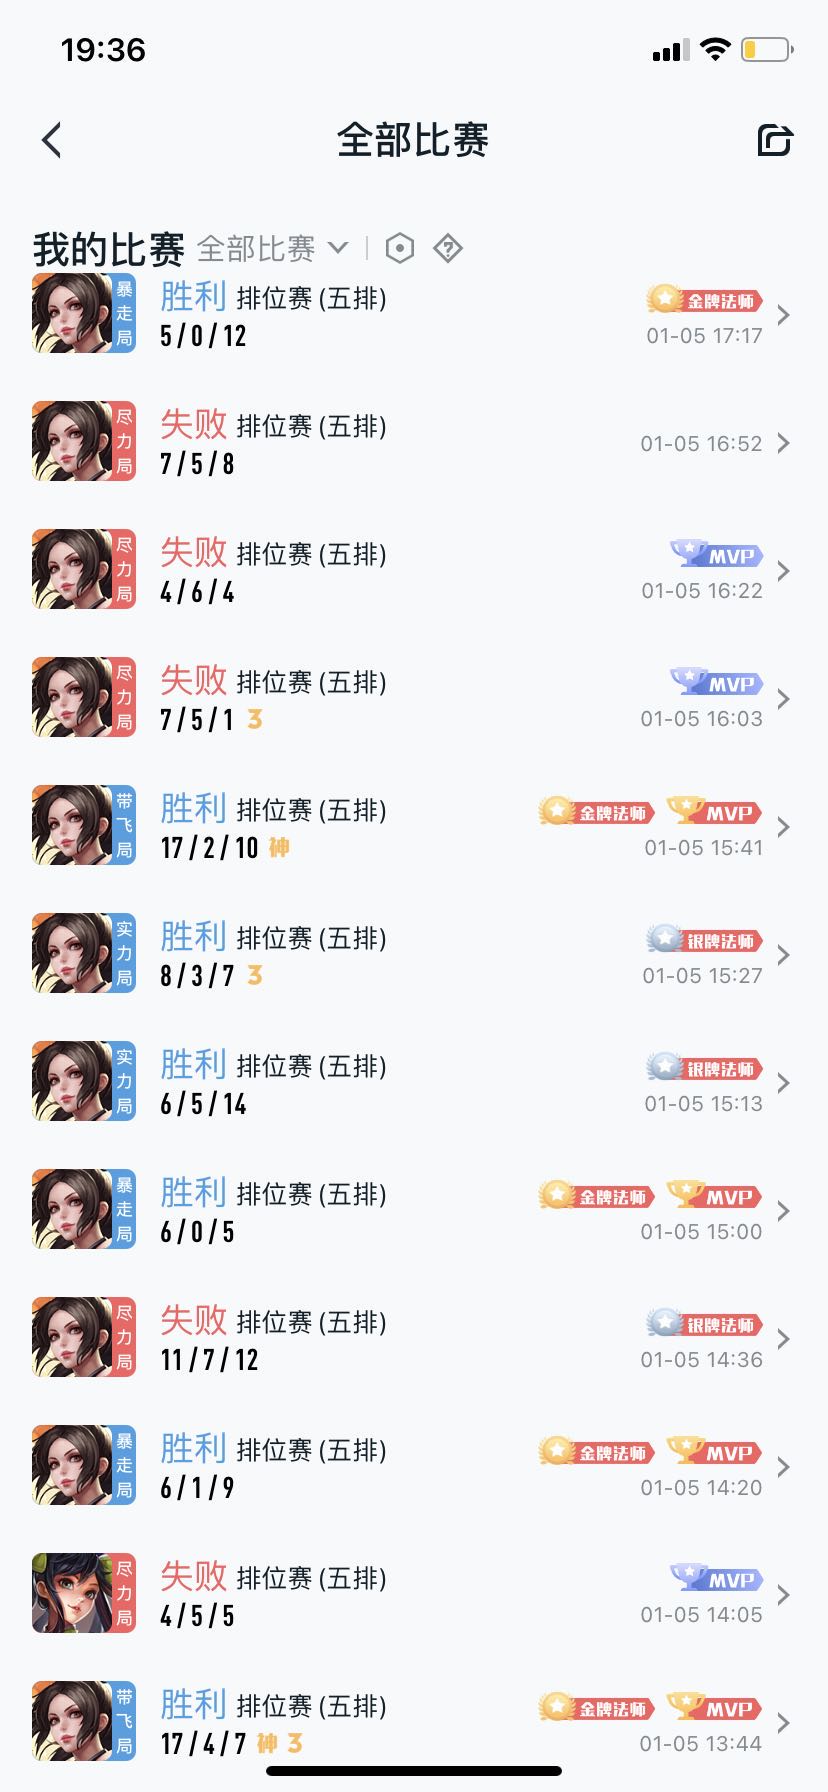 19:36
全部比赛
我的比赛 全部比赛
暴走局 胜利 排位赛 (五排) 金牌法师
5/0/12 01-05 17:17
尽力局 失败 排位赛 (五排)
7/5/8 01-05 16:52
尽力局 失败 排位赛 (五排) MVP
4/6/4 01-05 16:22
尽力局 失败 排位赛 (五排) MVP
7/5/1 3 01-05 16:03
带飞局 胜利 排位赛 (五排) 金牌法师 MVP
17/2/10 神 01-05 15:41
实力局 胜利 排位赛 (五排) 银牌法师
8/3/7 3 01-05 15:27
实力局 胜利 排位赛 (五排) 银牌法师
6/5/14 01-05 15:13
暴走局 胜利 排位赛 (五排) 金牌法师 MVP
6/0/5 01-05 15:00
尽力局 失败 排位赛 (五排) 银牌法师
11/7/12 01-05 14:36
暴走局 胜利 排位赛 (五排) 金牌法师 MVP
6/1/9 01-05 14:20
尽力局 失败 排位赛 (五排) MVP
4/5/5 01-05 14:05
带飞局 胜利 排位赛 (五排) 金牌法师 MVP
17/4/7 神 3 01-05 13:44